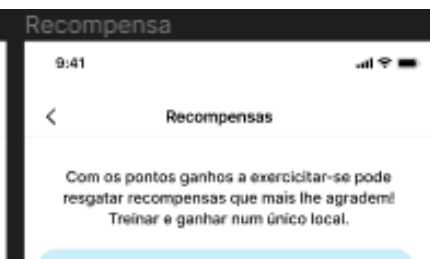 Recompensa
9:41
Recompensas
Com os pontos ganhos a exercicitar-se pode
resgatar recompensas que mais lhe agradem!
Treinar e ganhar num único local.